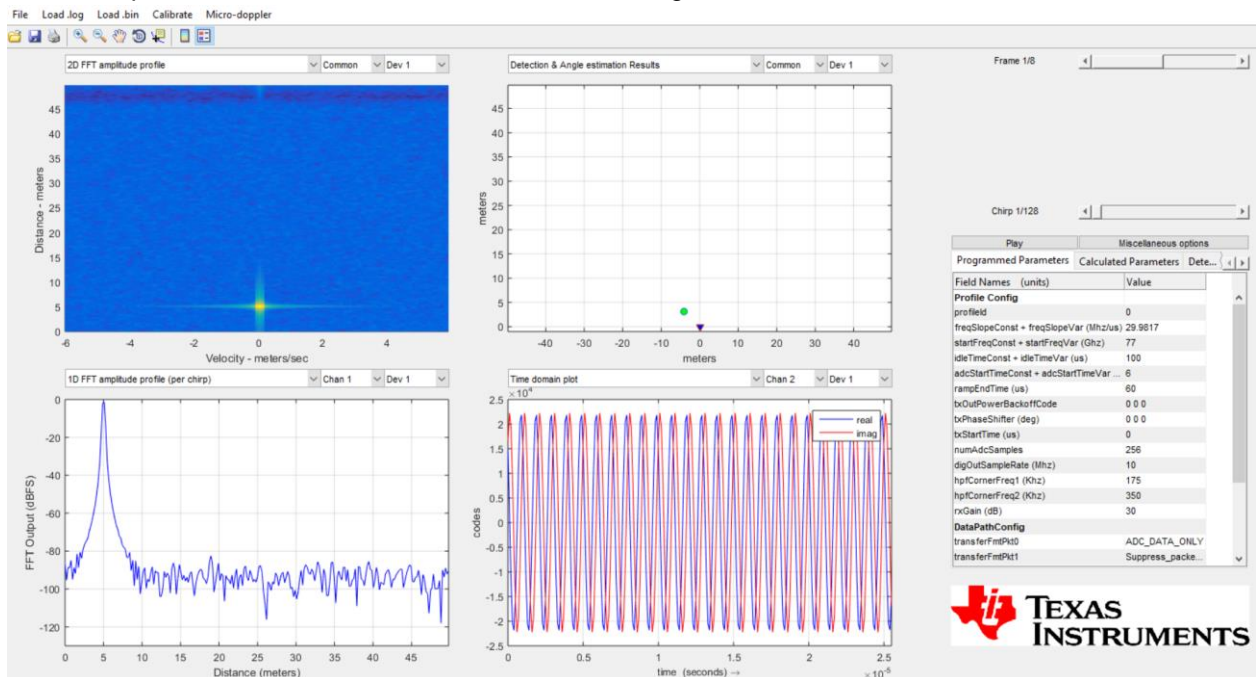 File Load .log Load .bin Calibrate Micro-doppler
2D FFT amplitude profile Common Dev 1
45
40
35
30
25
20
15
10
5
0
Distance - meters
-6 -4 -2 0 2 4
Velocity - meters/sec
Detection & Angle estimation Results Common Dev 1
45
40
35
30
25
20
15
10
5
0
meters
-40 -30 -20 -10 0 10 20 30 40
meters
1D FFT amplitude profile (per chirp) Chan 1 Dev 1
0
-20
-40
-60
-80
-100
-120
FFT Output (dBFS)
0 5 10 15 20 25 30 35 40 45
Distance (meters)
Time domain plot Chan 2 Dev 1
×10⁴
2.5
2
1.5
1
0.5
0
-0.5
-1
-1.5
-2
-2.5
codes
real
imag
0 0.5 1 1.5 2 2.5
time (seconds) →
×10⁻⁵
Frame 1/8
Chirp 1/128
Play Miscellaneous options
Programmed Parameters Calculated Parameters Dete...
Field Names (units) Value
Profile Config
profileId 0
freqSlopeConst + freqSlopeVar (Mhz/us) 29.9817
startFreqConst + startFreqVar (Ghz) 77
idleTimeConst + idleTimeVar (us) 100
adcStartTimeConst + adcStartTimeVar ... 6
rampEndTime (us) 60
txOutPowerBackoffCode 0 0 0
txPhaseShifter (deg) 0 0 0
txStartTime (us) 0
numAdcSamples 256
digOutSampleRate (Mhz) 10
hpfCornerFreq1 (Khz) 175
hpfCornerFreq2 (Khz) 350
rxGain (dB) 30
DataPathConfig
transferFmtPkt0 ADC_DATA_ONLY
transferFmtPkt1 Suppress_packe...
TEXAS
INSTRUMENTS